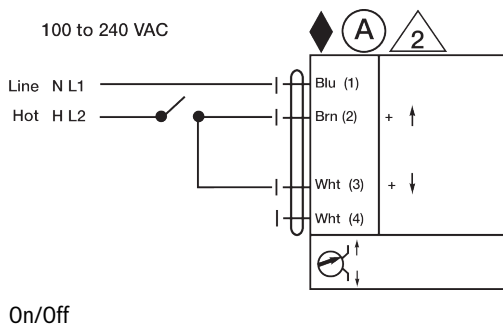 100 to 240 VAC
A
2
Line N L1
Blu (1)
Hot H L2
Brn (2)
+
Wht (3)
+
Wht (4)
On/Off